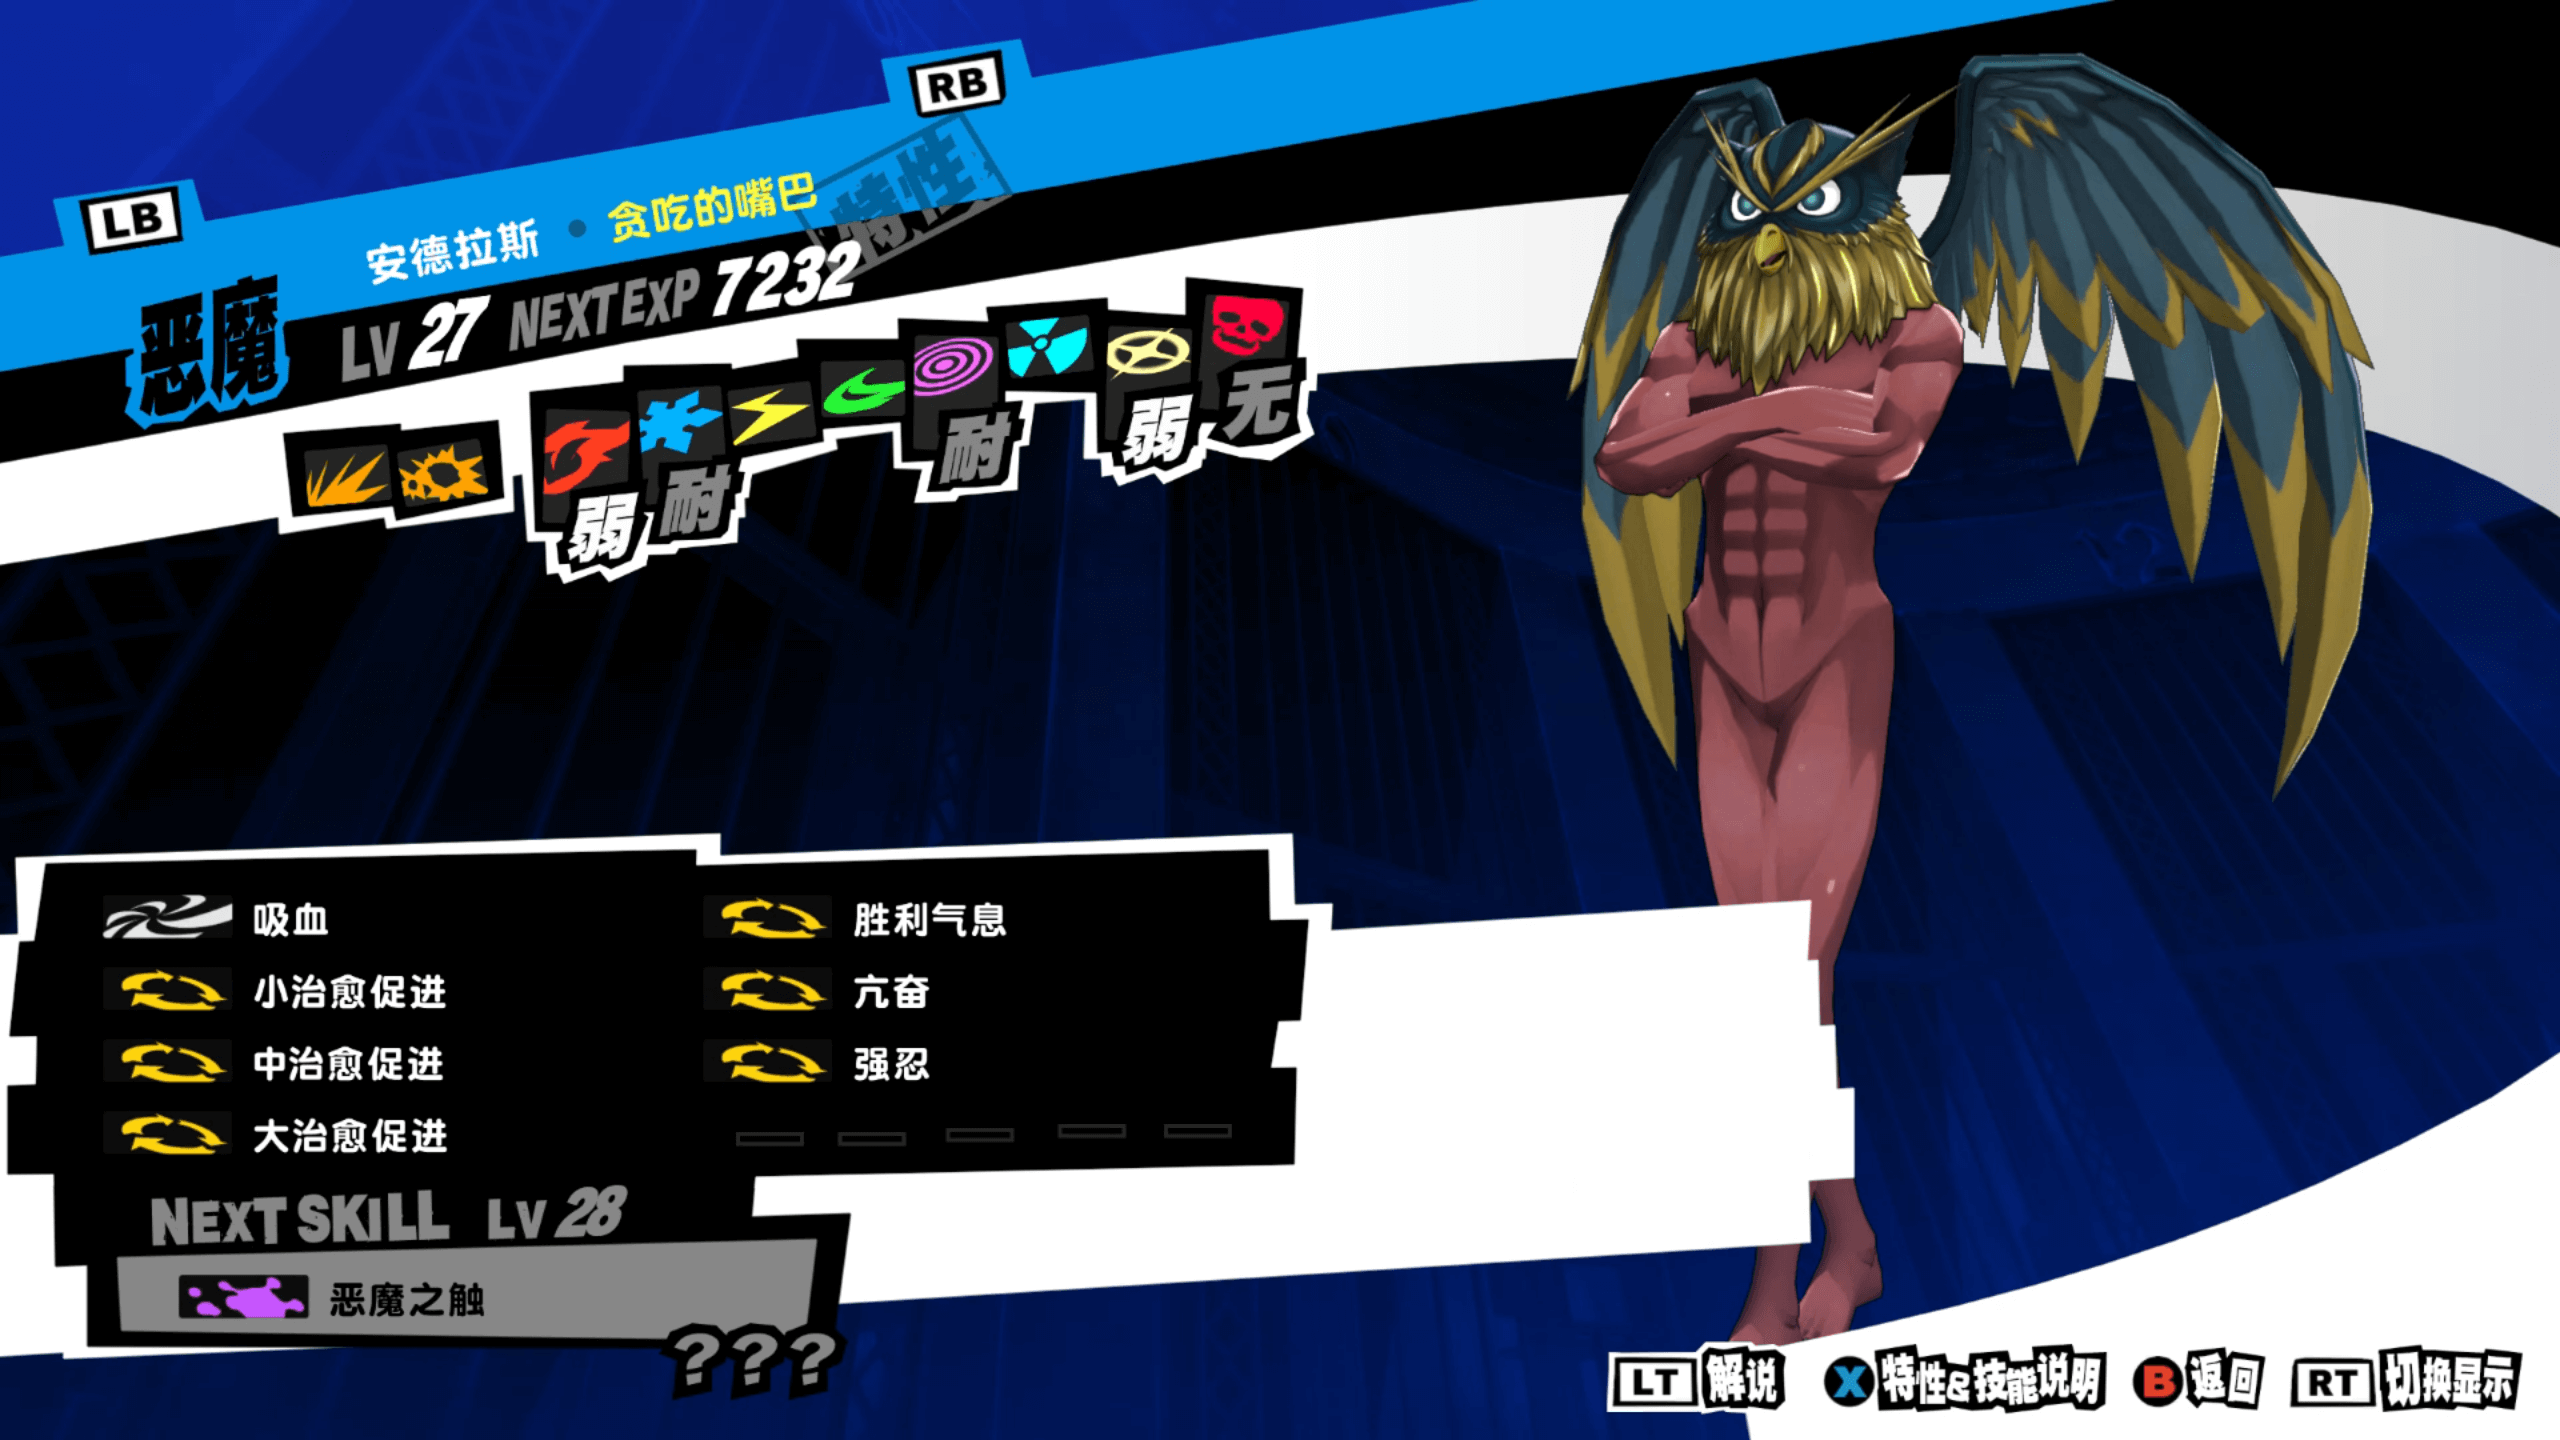 RB
LB
安德拉斯 • 贪吃的嘴巴 特性
恶魔 LV 27 NEXT EXP 7232
弱 耐 耐 弱 无
吸血 胜利气息
小治愈促进 亢奋
中治愈促进 强忍
大治愈促进
NEXT SKILL LV 28
恶魔之触
???
LT 解说 X 特性&技能说明 B 返回 RT 切换显示